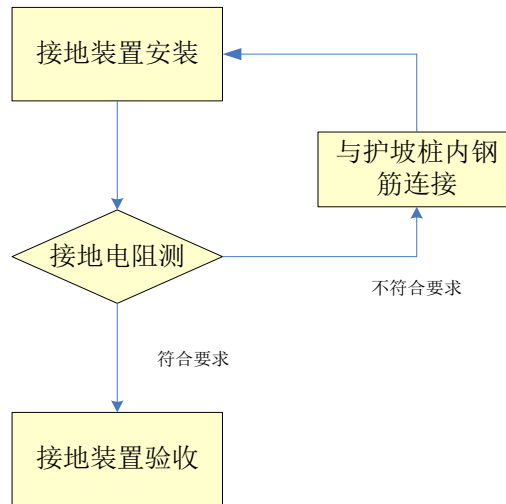 接地装置安装
与护坡桩内钢
筋连接
接地电阻测
不符合要求
符合要求
接地装置验收